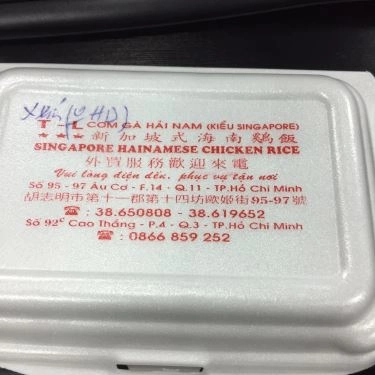 T - L CƠM GÀ HẢI NAM (KIỂU SINGAPORE)
★ ★ ★ 新加坡式海南鷄飯
SINGAPORE HAINAMESE CHICKEN RICE
外買服務歡迎來電
Vui lòng điện đến, phục vụ tận nơi
Số 95 - 97 Âu Cơ - F.14 - Q.11 - TP.Hồ Chí Minh
胡志明市第十一郡第十四坊歐姬街95-97號
☎ : 38.650808 - 38.619652
Số 92ᶜ Cao Thắng - P.4 - Q.3 - TP.Hồ Chí Minh
☎ : 0866 859 252